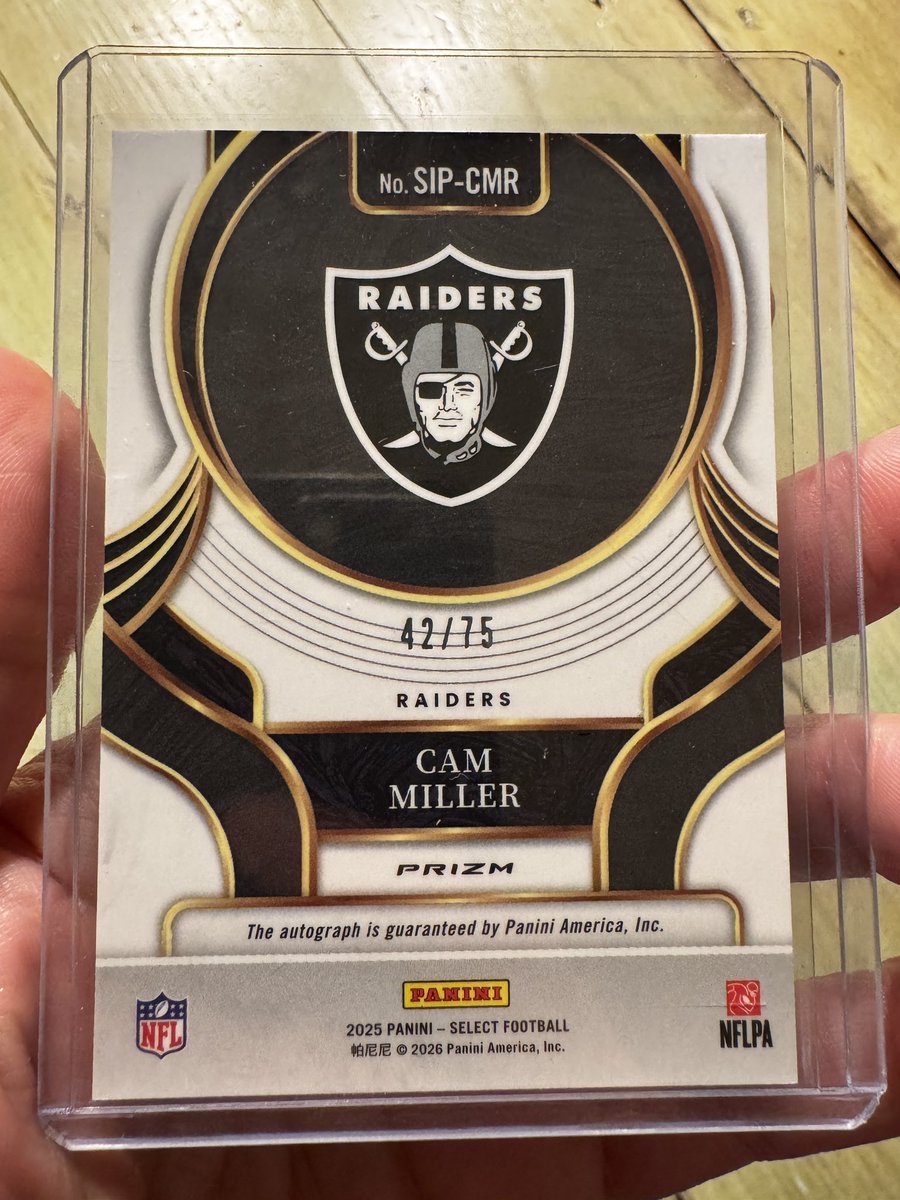 No. SIP-CMR
RAIDERS
42/75
RAIDERS
CAM
MILLER
PRIZM
The autograph is guaranteed by Panini America, Inc.
PANINI
NFL
2025 PANINI – SELECT FOOTBALL
帕尼尼 © 2026 Panini America, Inc.
NFLPA